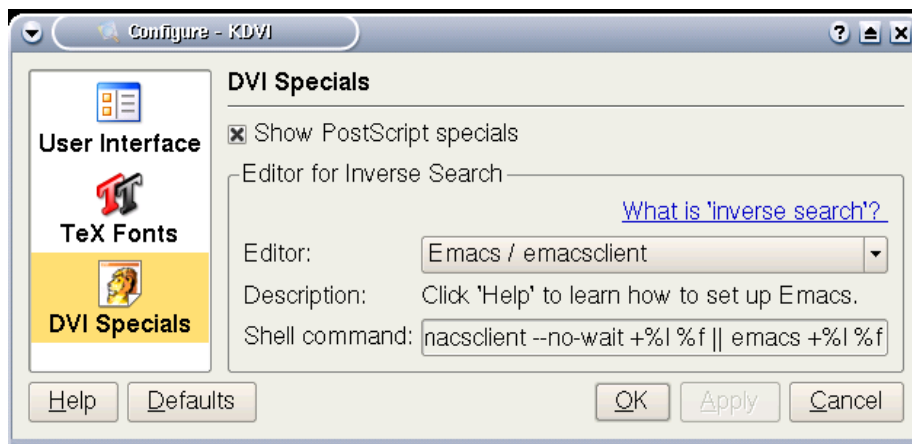 Configure - KDVI
DVI Specials
User Interface
TeX Fonts
DVI Specials
Show PostScript specials
Editor for Inverse Search
What is 'inverse search'?
Editor: Emacs / emacsclient
Description: Click 'Help' to learn how to set up Emacs.
Shell command: nacsclient --no-wait +%l %f || emacs +%l %f
Help Defaults OK Apply Cancel